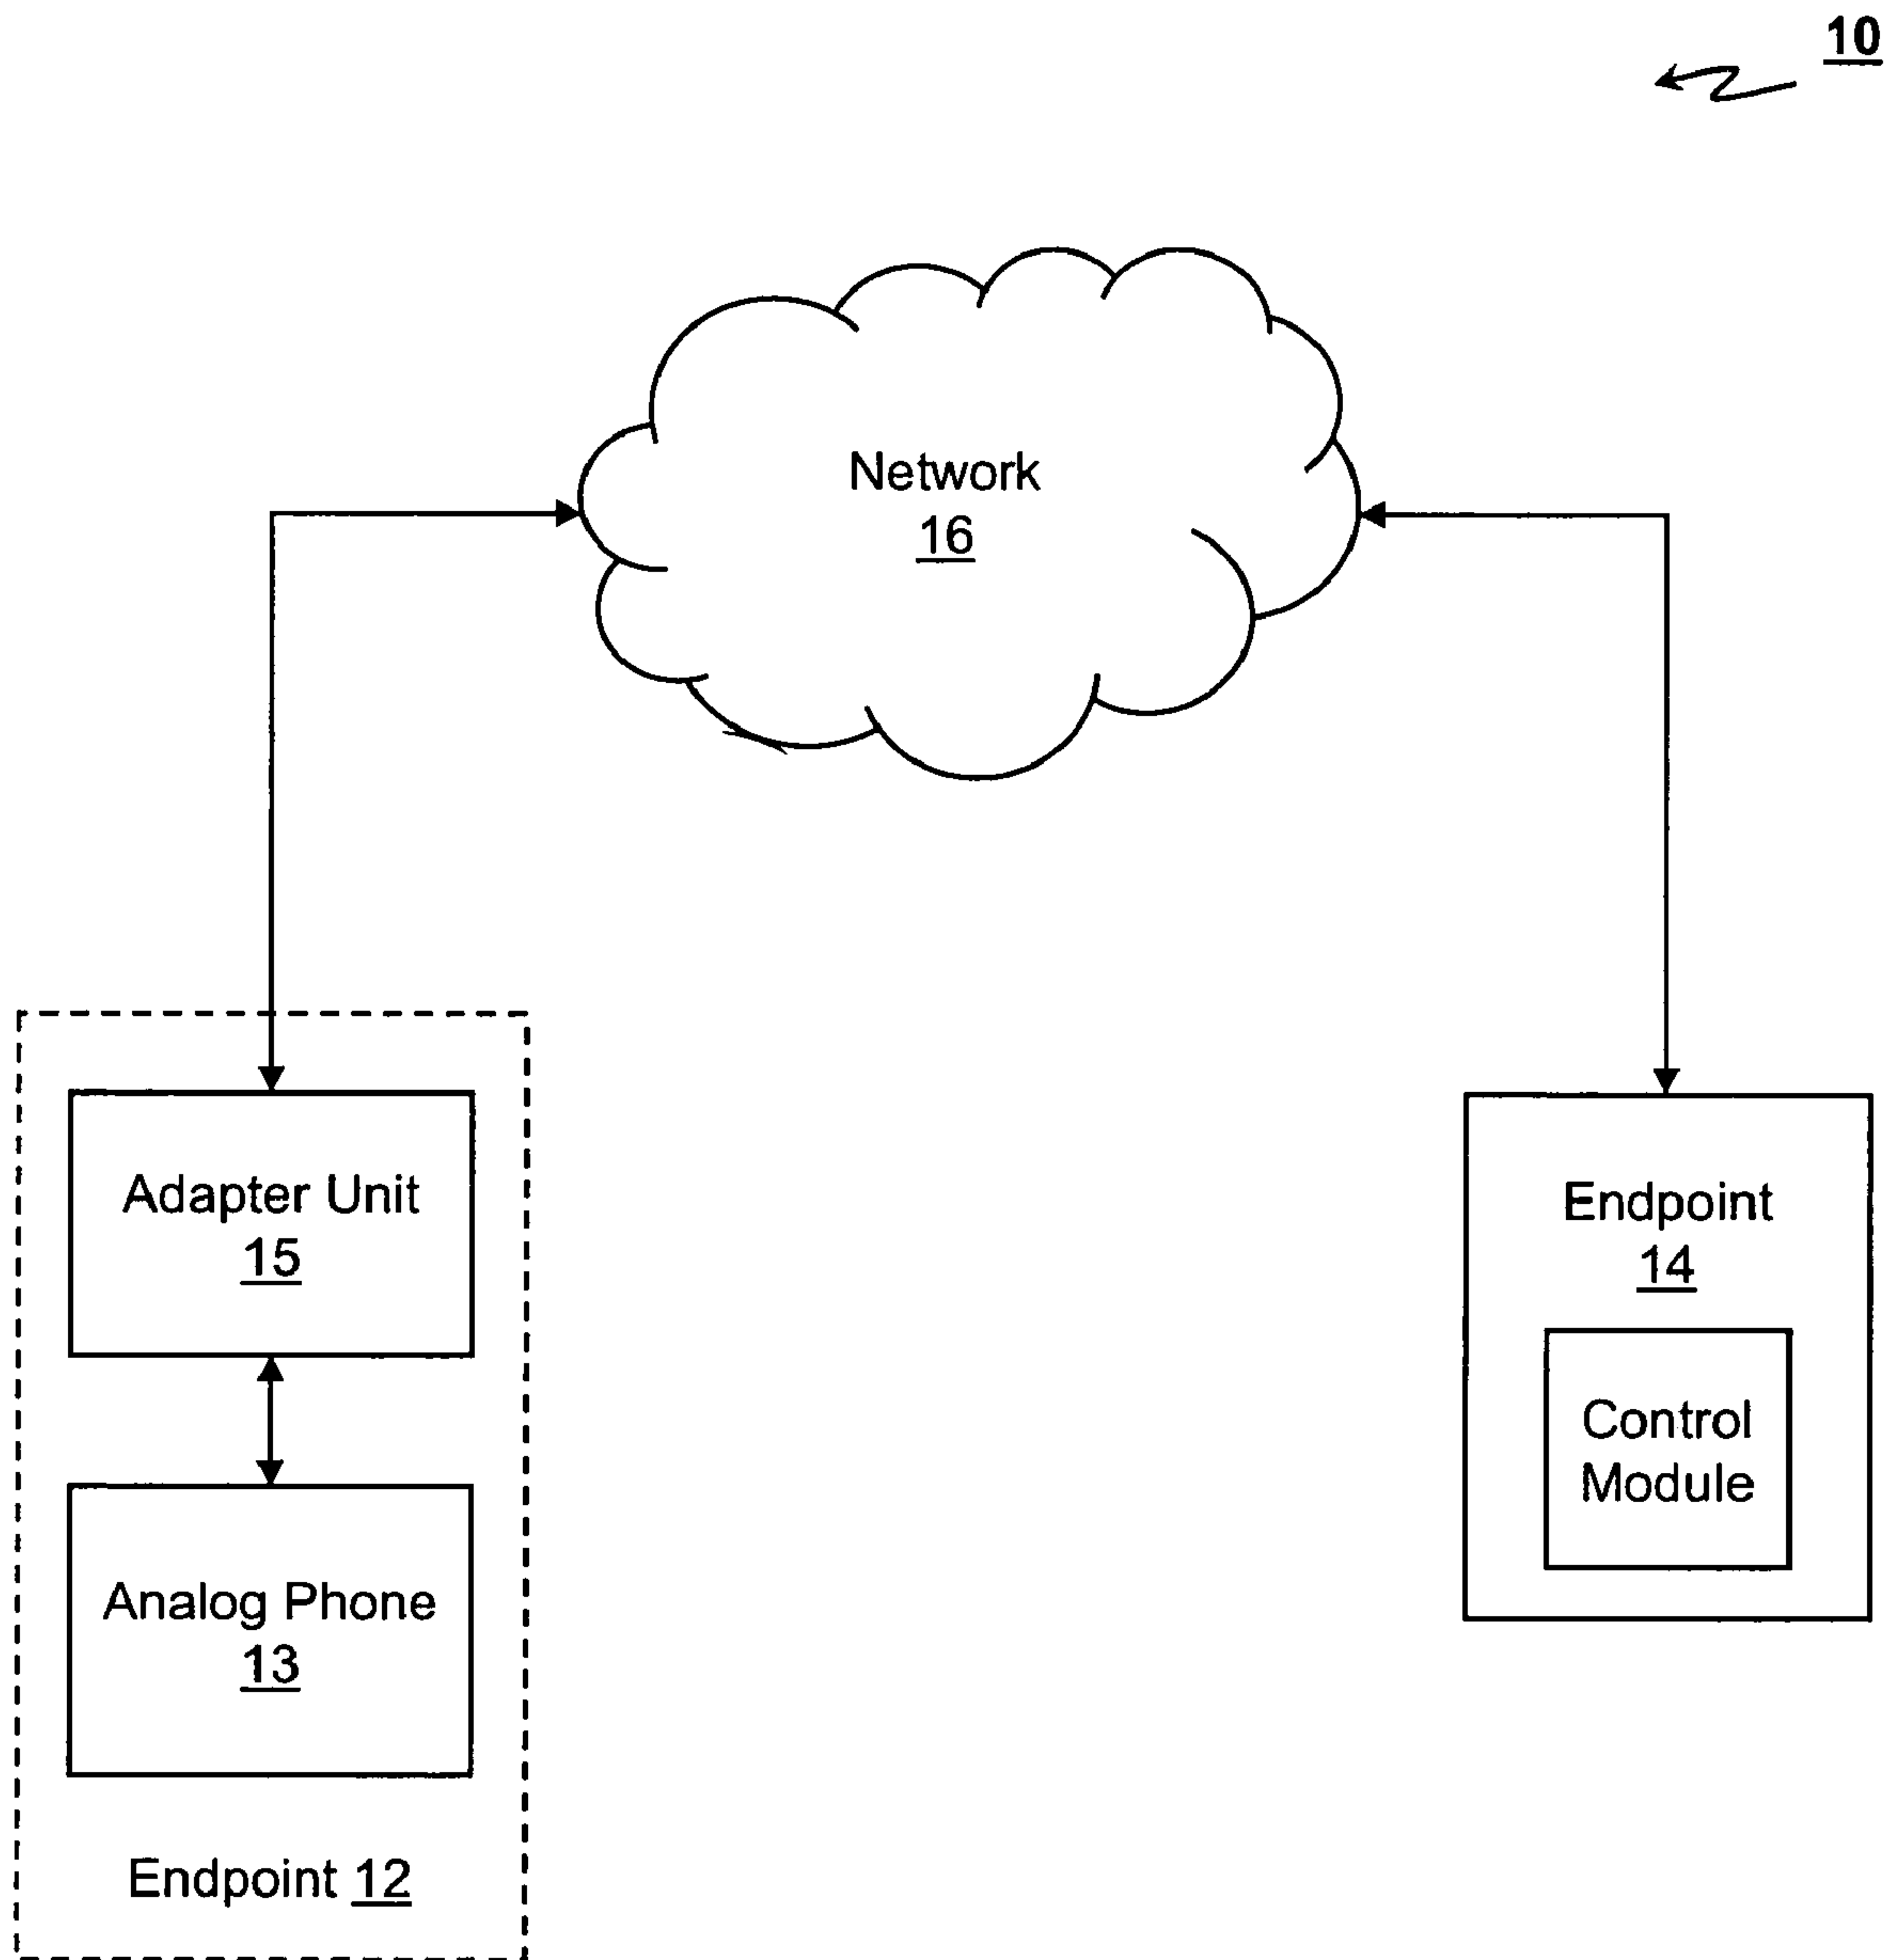 10
Network
16
Adapter Unit
15
Analog Phone
13
Endpoint 12
Endpoint
14
Control
Module